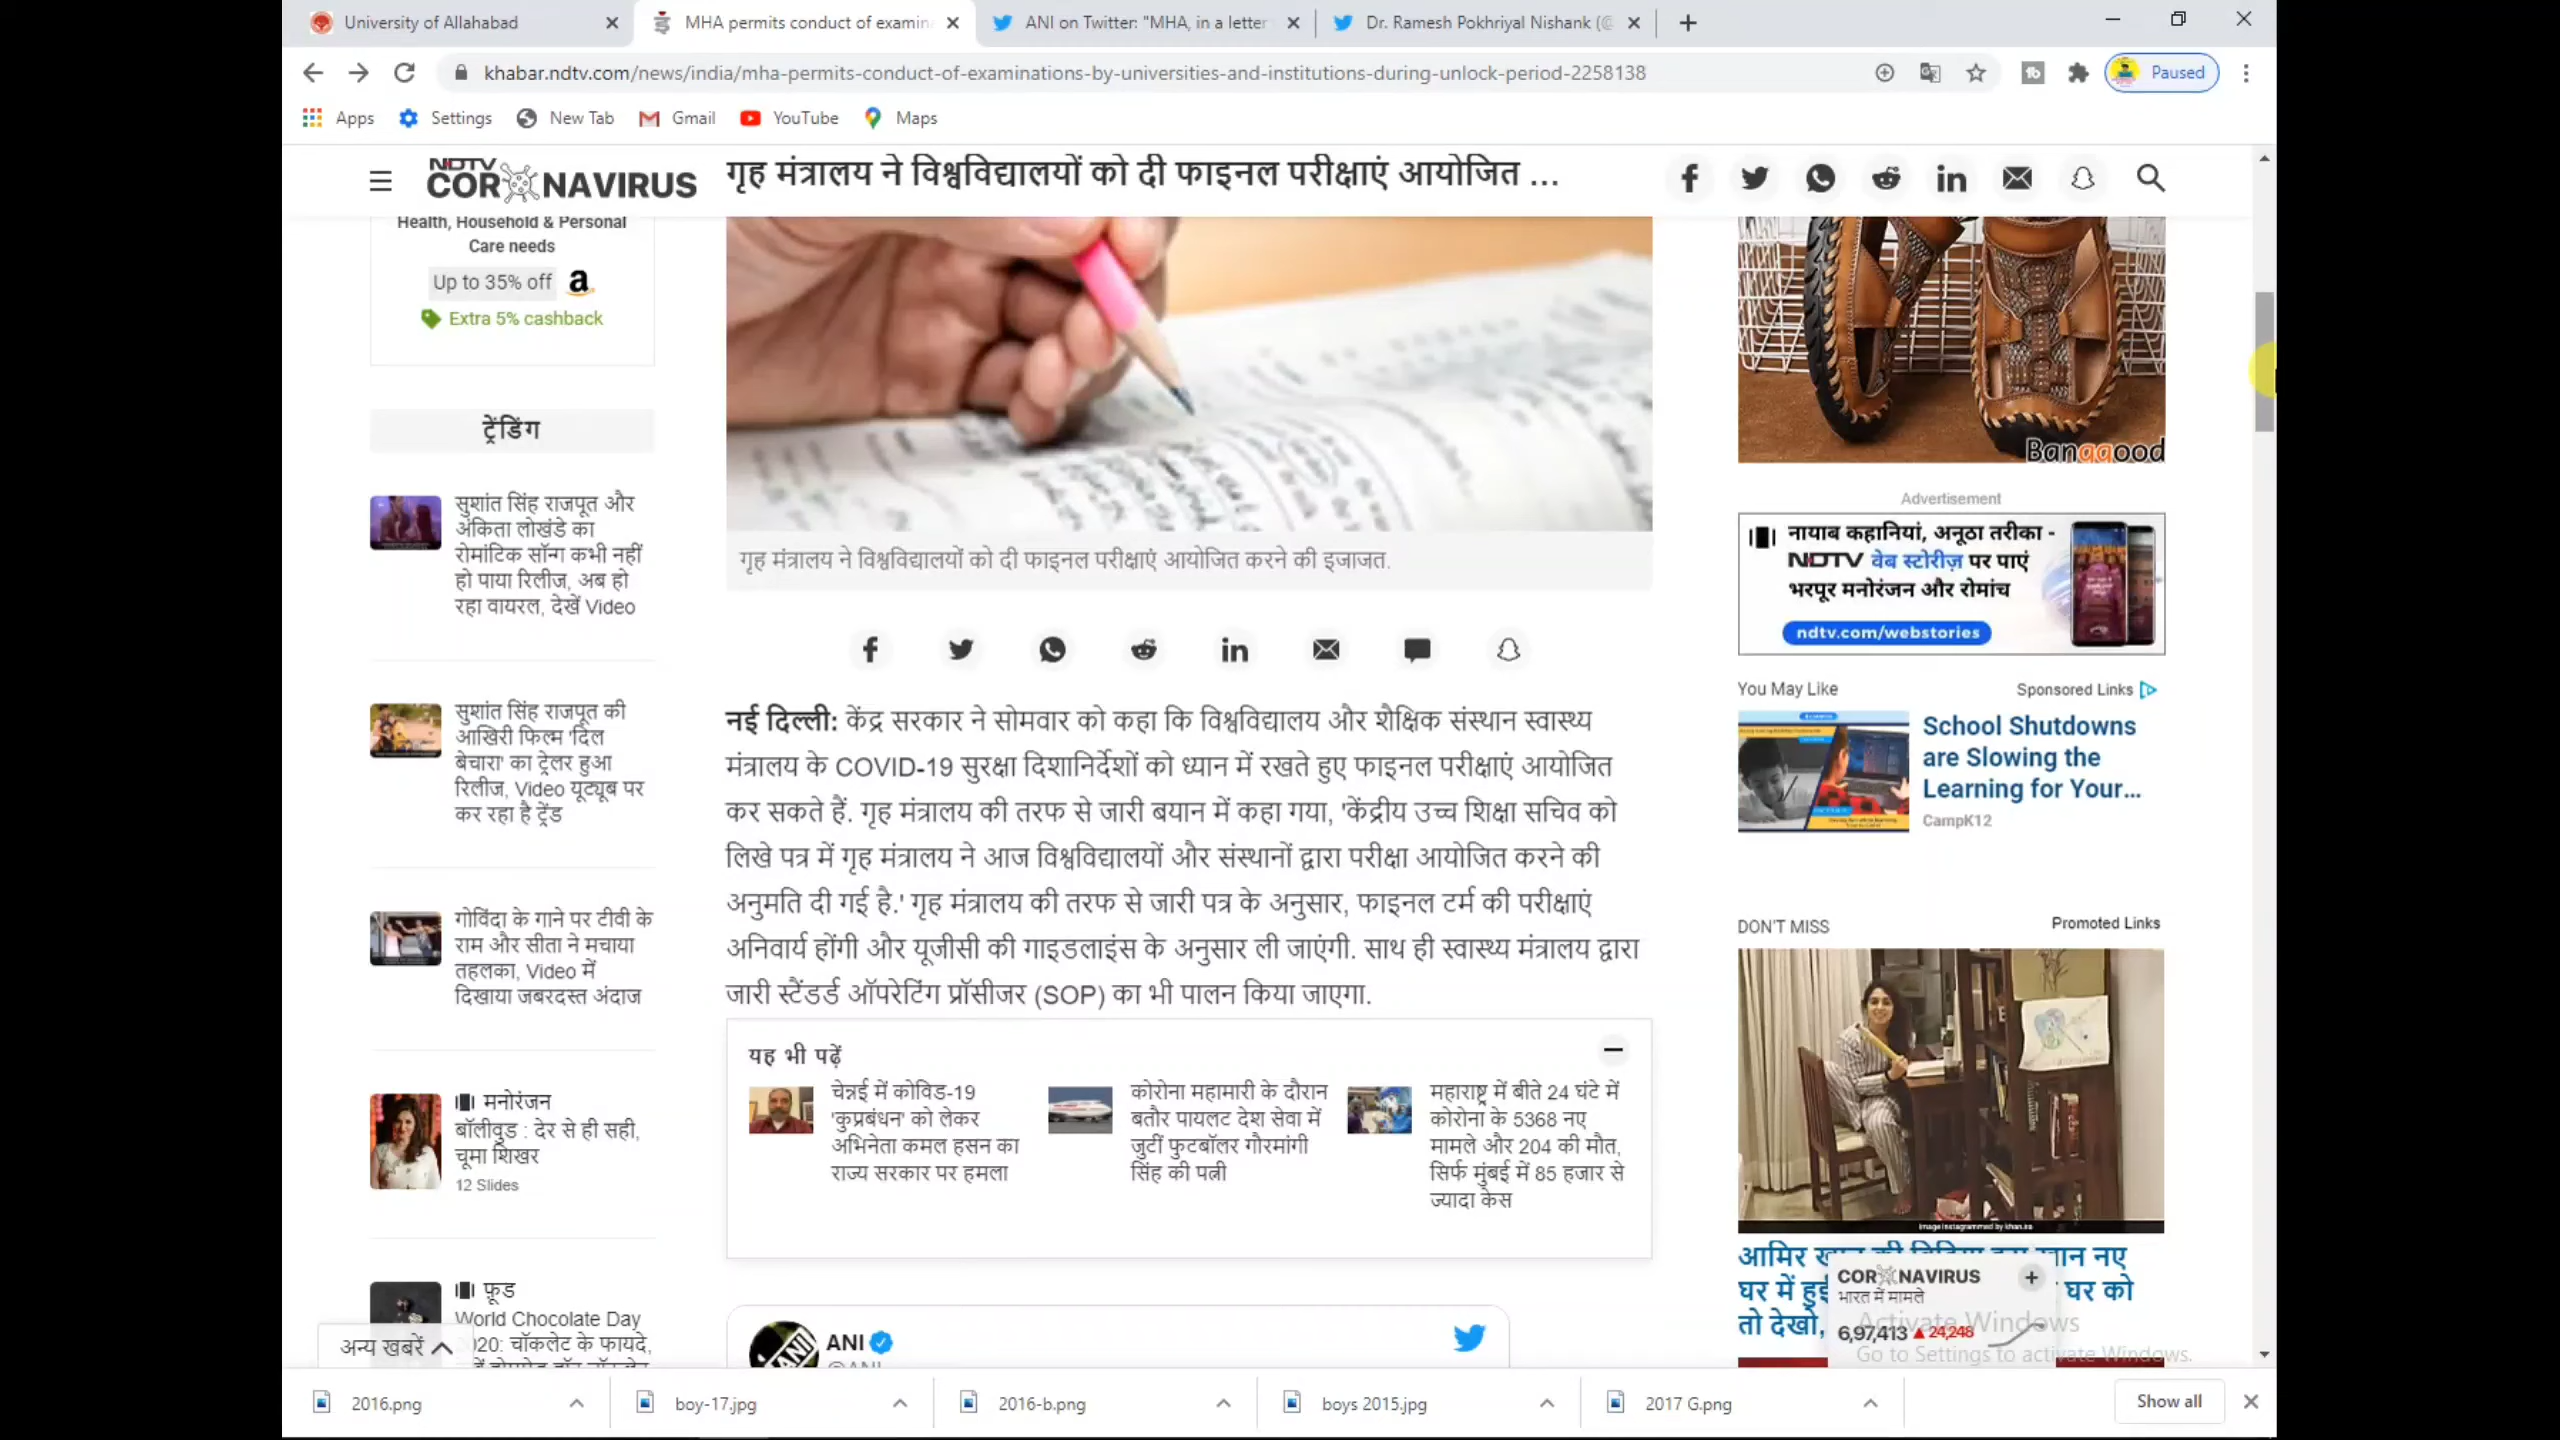 University of Allahabad
MHA permits conduct of examin
ANI on Twitter: "MHA, in a letter
Dr. Ramesh Pokhriyal Nishank (@
khabar.ndtv.com/news/india/mha-permits-conduct-of-examinations-by-universities-and-institutions-during-unlock-period-2258138
Paused
Apps
Settings
New Tab
Gmail
YouTube
Maps
NDTV
CORONAVIRUS
गृह मंत्रालय ने विश्वविद्यालयों को दी फाइनल परीक्षाएं आयोजित ...
Health, Household & Personal
Care needs
Up to 35% off
Extra 5% cashback
ट्रेंडिंग
सुशांत सिंह राजपूत और
अंकिता लोखंडे का
रोमांटिक सॉन्ग कभी नहीं
हो पाया रिलीज, अब हो
रहा वायरल, देखें Video
सुशांत सिंह राजपूत की
आखिरी फिल्म 'दिल
बेचारा' का ट्रेलर हुआ
रिलीज, Video यूट्यूब पर
कर रहा है ट्रेंड
गोविंदा के गाने पर टीवी के
राम और सीता ने मचाया
तहलका, Video में
दिखाया जबरदस्त अंदाज
मनोरंजन
बॉलीवुड : देर से ही सही,
चूमा शिखर
12 Slides
फ़ूड
World Chocolate Day
2020: चॉकलेट के फायदे,
अन्य खबरें
गृह मंत्रालय ने विश्वविद्यालयों को दी फाइनल परीक्षाएं आयोजित करने की इजाजत.
नई दिल्ली: केंद्र सरकार ने सोमवार को कहा कि विश्वविद्यालय और शैक्षिक संस्थान स्वास्थ्य
मंत्रालय के COVID-19 सुरक्षा दिशानिर्देशों को ध्यान में रखते हुए फाइनल परीक्षाएं आयोजित
कर सकते हैं. गृह मंत्रालय की तरफ से जारी बयान में कहा गया, 'केंद्रीय उच्च शिक्षा सचिव को
लिखे पत्र में गृह मंत्रालय ने आज विश्वविद्यालयों और संस्थानों द्वारा परीक्षा आयोजित करने की
अनुमति दी गई है.' गृह मंत्रालय की तरफ से जारी पत्र के अनुसार, फाइनल टर्म की परीक्षाएं
अनिवार्य होंगी और यूजीसी की गाइडलाइंस के अनुसार ली जाएंगी. साथ ही स्वास्थ्य मंत्रालय द्वारा
जारी स्टैंडर्ड ऑपरेटिंग प्रॉसीजर (SOP) का भी पालन किया जाएगा.
यह भी पढ़ें
चेन्नई में कोविड-19
'कुप्रबंधन' को लेकर
अभिनेता कमल हसन का
राज्य सरकार पर हमला
कोरोना महामारी के दौरान
बतौर पायलट देश सेवा में
जुटीं फुटबॉलर गौरमांगी
सिंह की पत्नी
महाराष्ट्र में बीते 24 घंटे में
कोरोना के 5368 नए
मामले और 204 की मौत,
सिर्फ मुंबई में 85 हजार से
ज्यादा केस
ANI
@ANI
Banggood
Advertisement
नायाब कहानियां, अनूठा तरीका -
NDTV वेब स्टोरीज़ पर पाएं
भरपूर मनोरंजन और रोमांच
ndtv.com/webstories
You May Like
Sponsored Links
School Shutdowns
are Slowing the
Learning for Your...
CampK12
DON'T MISS
Promoted Links
आमिर
नए
घर में हुई
घर को
तो देखो,
CORONAVIRUS
भारत में मामले
6,97,413 ▲ 24,248
Activate Windows
Go to Settings to activate Windows.
2016.png
boy-17.jpg
2016-b.png
boys 2015.jpg
2017 G.png
Show all